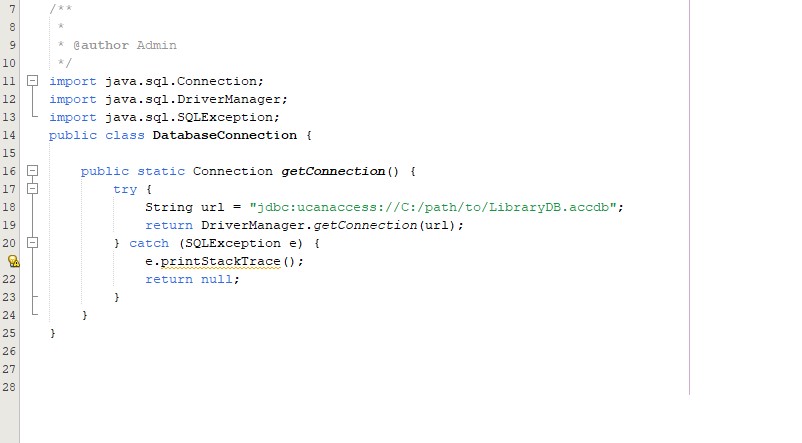 7 /**
8 *
9 * @author Admin
10 */
11 import java.sql.Connection;
12 import java.sql.DriverManager;
13 import java.sql.SQLException;
14 public class DatabaseConnection {
15
16 public static Connection getConnection() {
17 try {
18 String url = "jdbc:ucanaccess://C:/path/to/LibraryDB.accdb";
19 return DriverManager.getConnection(url);
20 } catch (SQLException e) {
e.printStackTrace();
22 return null;
23 }
24 }
25 }
26
27
28